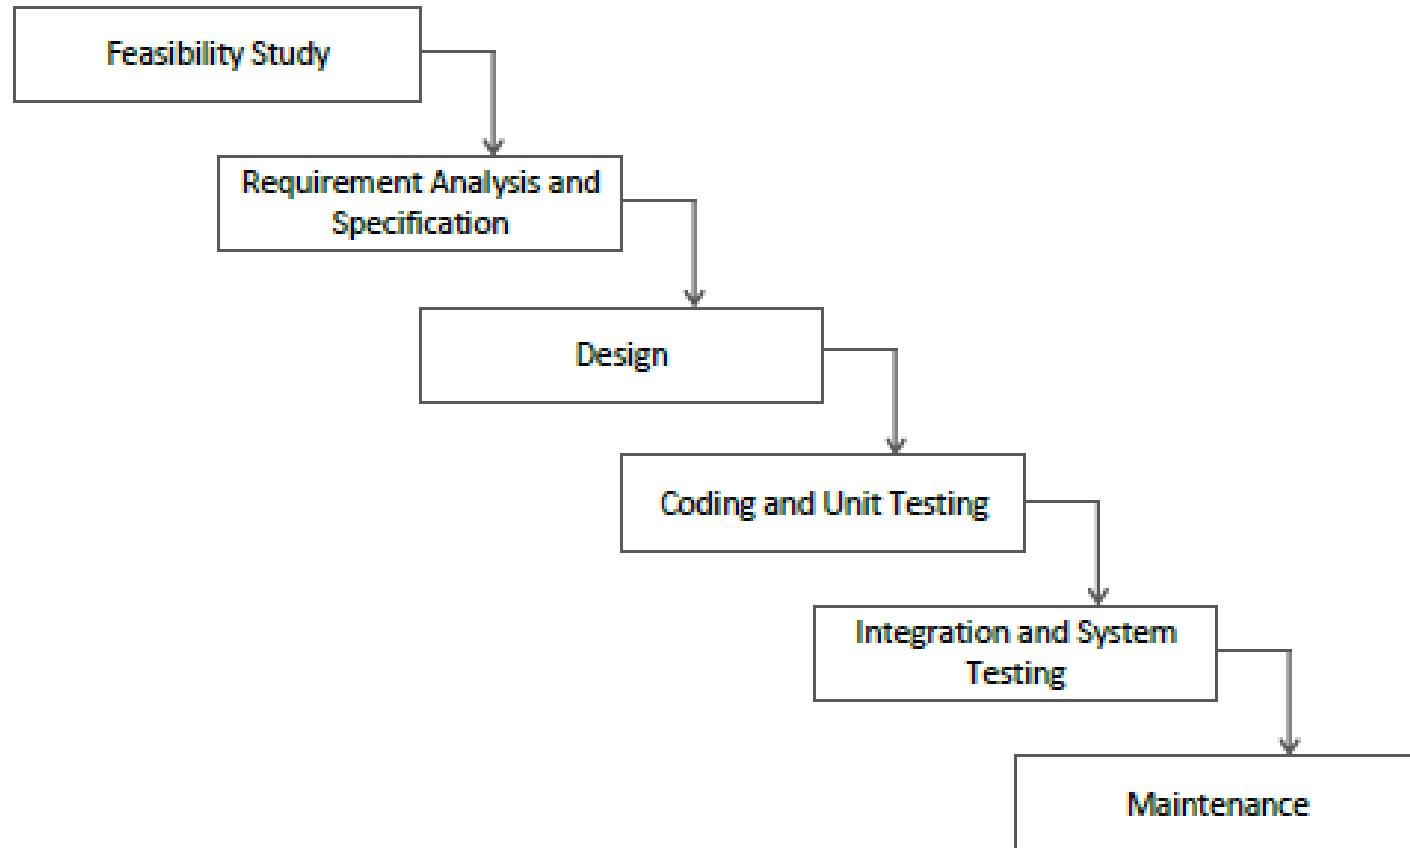 Feasibility Study
Requirement Analysis and
Specification
Design
Coding and Unit Testing
Integration and System
Testing
Maintenance